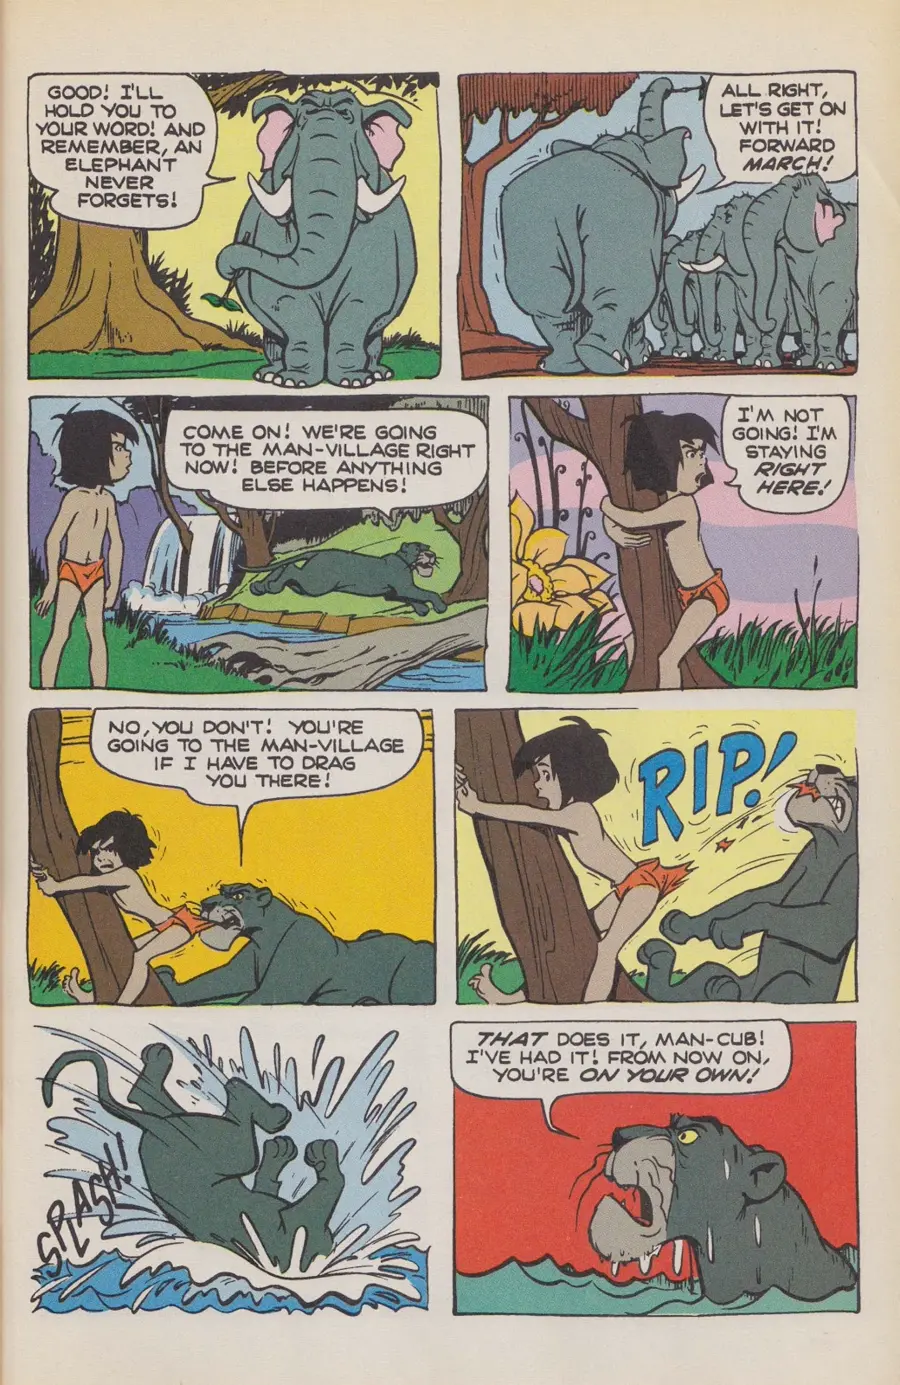 GOOD! I'LL
HOLD YOU TO
YOUR WORD! AND
REMEMBER, AN
ELEPHANT
NEVER
FORGETS!
ALL RIGHT,
LET'S GET ON
WITH IT!
FORWARD
MARCH!
COME ON! WE'RE GOING
TO THE MAN-VILLAGE RIGHT
NOW! BEFORE ANYTHING
ELSE HAPPENS!
I'M NOT
GOING! I'M
STAYING
RIGHT
HERE!
NO, YOU DON'T! YOU'RE
GOING TO THE MAN-VILLAGE
IF I HAVE TO DRAG
YOU THERE!
RIP!
SPLASH!
THAT DOES IT, MAN-CUB!
I'VE HAD IT! FROM NOW ON,
YOU'RE ON YOUR OWN!